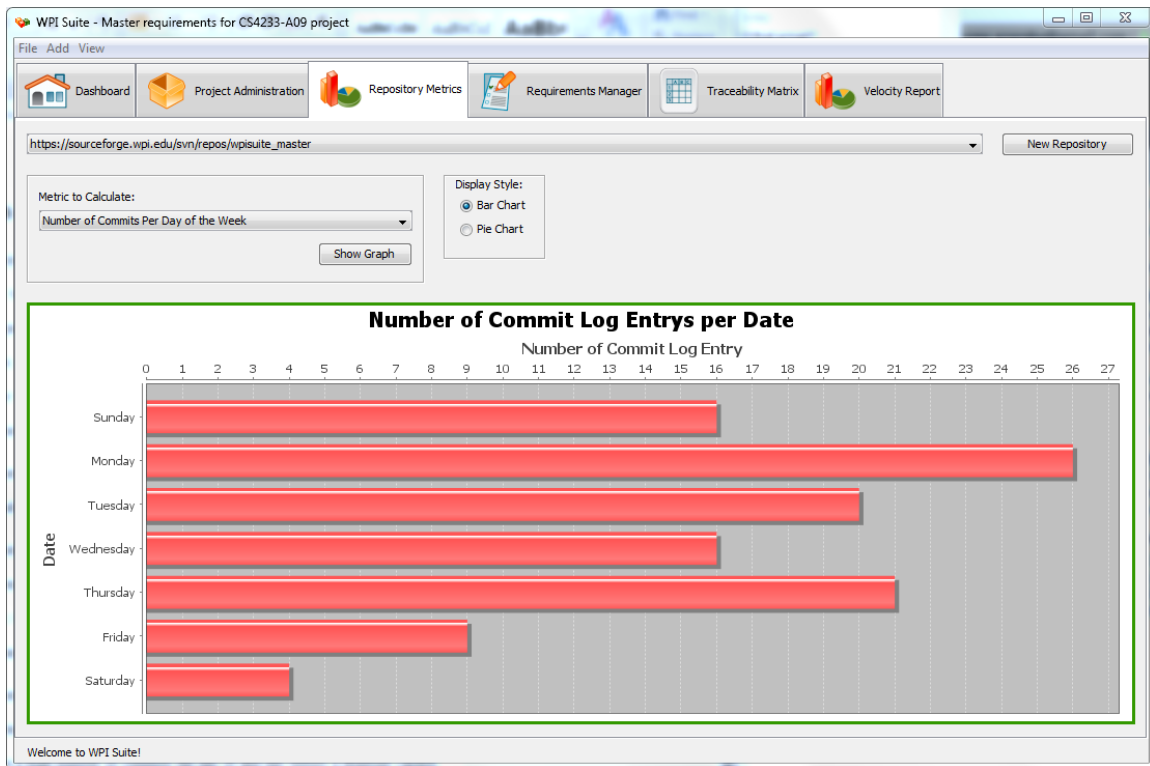 WPI Suite - Master requirements for CS4233-A09 project
File Add View
Dashboard Project Administration Repository Metrics Requirements Manager Traceability Matrix Velocity Report
https://sourceforge.wpi.edu/svn/repos/wpisuite_master New Repository
Metric to Calculate:
Number of Commits Per Day of the Week
Show Graph
Display Style:
Bar Chart
Pie Chart
Number of Commit Log Entrys per Date
Number of Commit Log Entry
0 1 2 3 4 5 6 7 8 9 10 11 12 13 14 15 16 17 18 19 20 21 22 23 24 25 26 27
Date
Sunday
Monday
Tuesday
Wednesday
Thursday
Friday
Saturday
Welcome to WPI Suite!